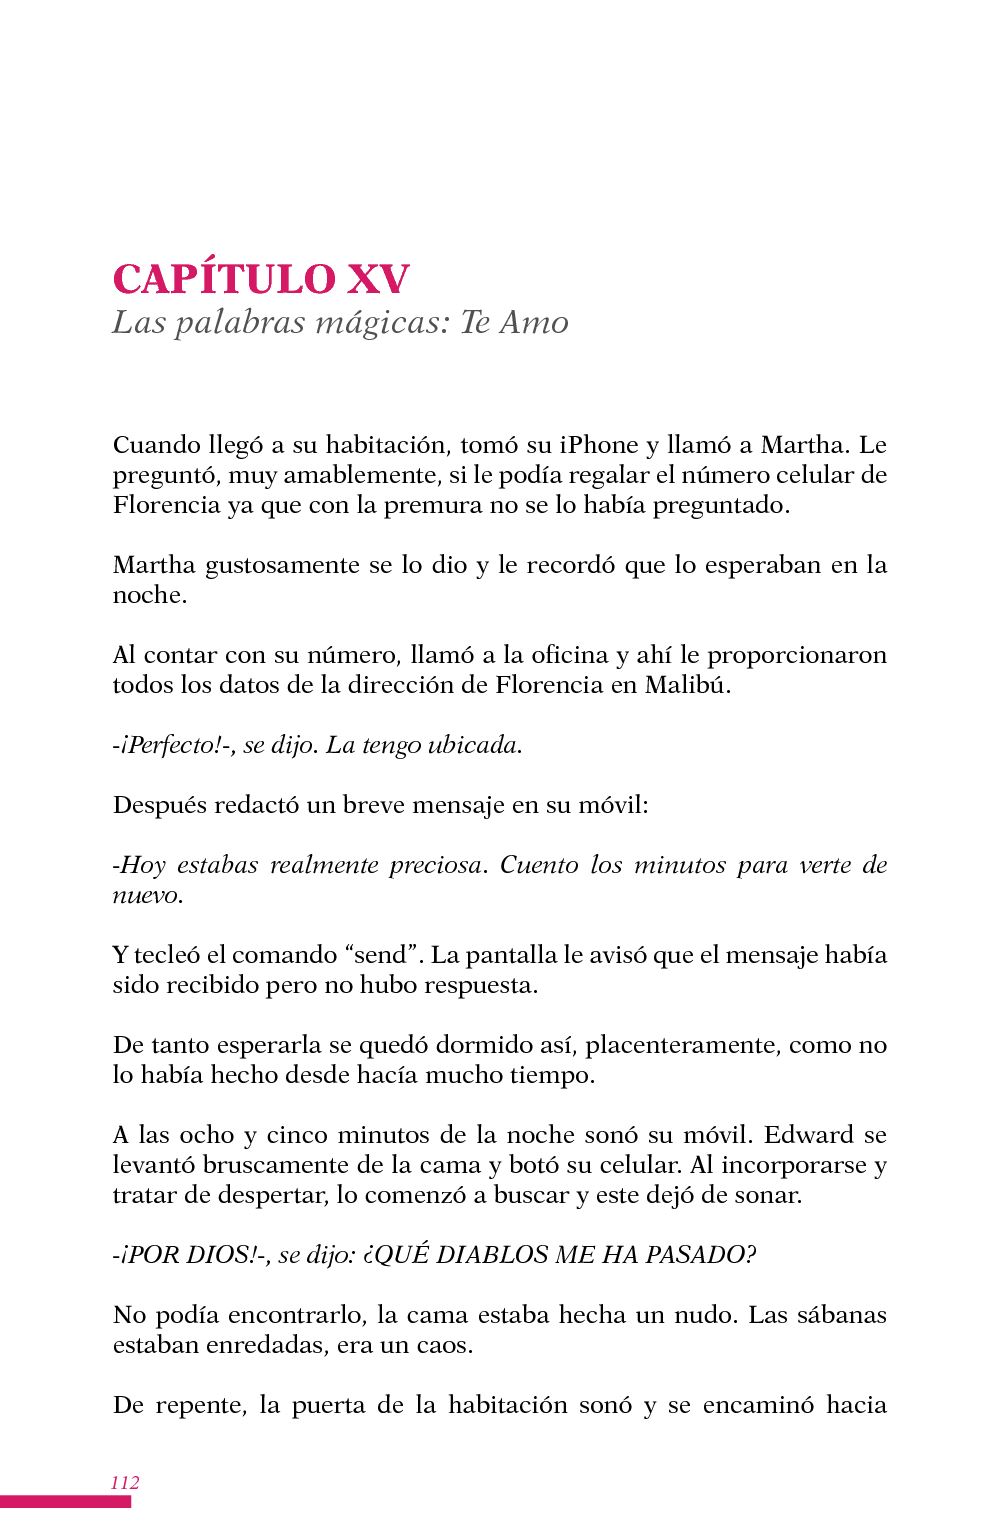 CAPÍTULO XV
Las palabras mágicas: Te Amo
Cuando llegó a su habitación, tomó su iPhone y llamó a Martha. Le
preguntó, muy amablemente, si le podía regalar el número celular de
Florencia ya que con la premura no se lo había preguntado.
Martha gustosamente se lo dio y le recordó que lo esperaban en la
noche.
Al contar con su número, llamó a la oficina y ahí le proporcionaron
todos los datos de la dirección de Florencia en Malibú.
-¡Perfecto!-, se dijo. La tengo ubicada.
Después redactó un breve mensaje en su móvil:
-Hoy estabas realmente preciosa. Cuento los minutos para verte de
nuevo.
Y tecleó el comando “send”. La pantalla le avisó que el mensaje había
sido recibido pero no hubo respuesta.
De tanto esperarla se quedó dormido así, placenteramente, como no
lo había hecho desde hacía mucho tiempo.
A las ocho y cinco minutos de la noche sonó su móvil. Edward se
levantó bruscamente de la cama y botó su celular. Al incorporarse y
tratar de despertar, lo comenzó a buscar y este dejó de sonar.
-¡POR DIOS!-, se dijo: ¿QUÉ DIABLOS ME HA PASADO?
No podía encontrarlo, la cama estaba hecha un nudo. Las sábanas
estaban enredadas, era un caos.
De repente, la puerta de la habitación sonó y se encaminó hacia
112